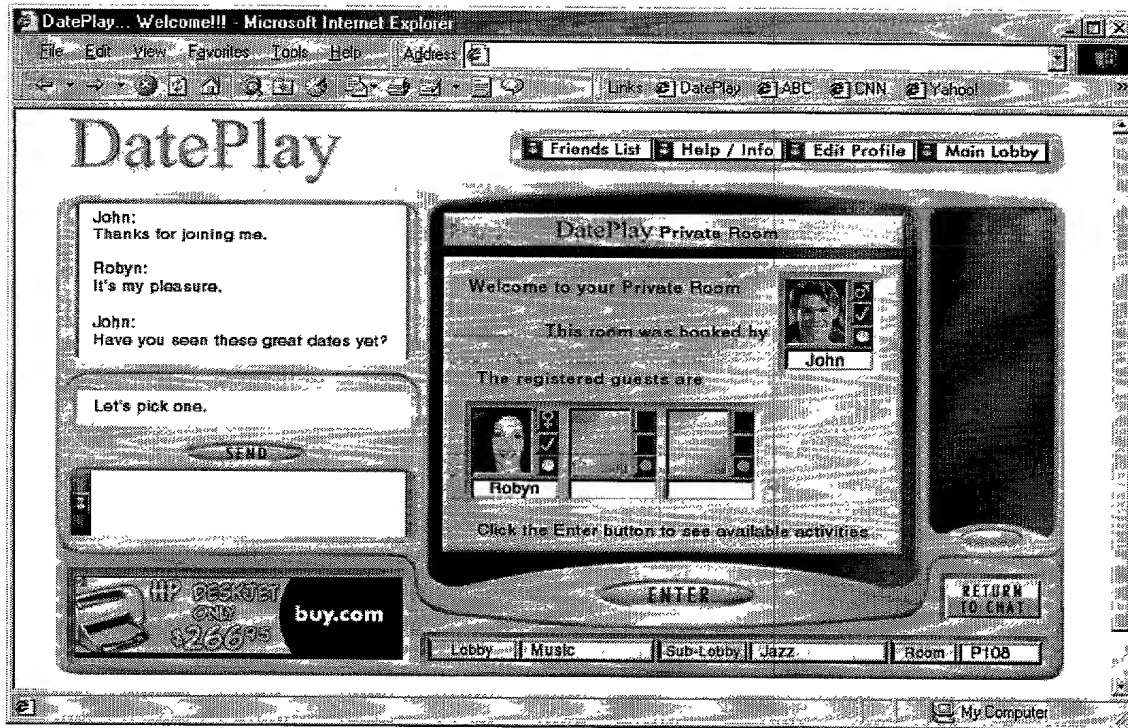 DatePlay... Welcome!!! - Microsoft Internet Explorer
File Edit View Favorites Tools Help Address
Links DatePlay ABC CNN Yahoo!
DatePlay
Friends List Help / Info Edit Profile Main Lobby
John:
Thanks for joining me.
Robyn:
It's my pleasure.
John:
Have you seen these great dates yet?
Let's pick one.
SEND
DatePlay Private Room
Welcome to your Private Room
This room was booked by
John
The registered guests are
Robyn
Click the Enter button to see available activities
ENTER
RETURN
TO CHAT
HP DESKJET
ONLY
$266.95
buy.com
Lobby Music Sub-Lobby Jazz Room P108
My Computer